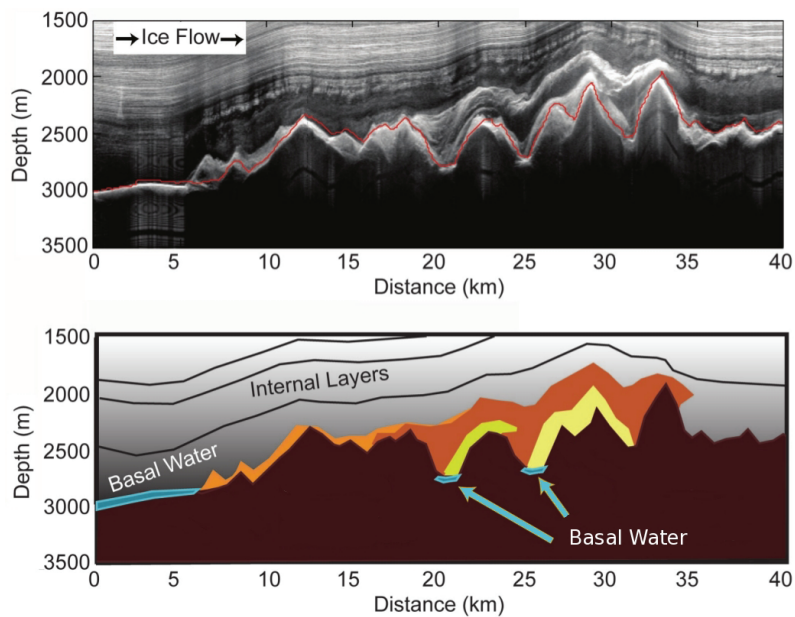 1500
→Ice Flow→
2000
2500
3000
3500
Depth (m)
0 5 10 15 20 25 30 35 40
Distance (km)
1500
2000
2500
3000
3500
Depth (m)
Internal Layers
Basal Water
Basal Water
0 5 10 15 20 25 30 35 40
Distance (km)